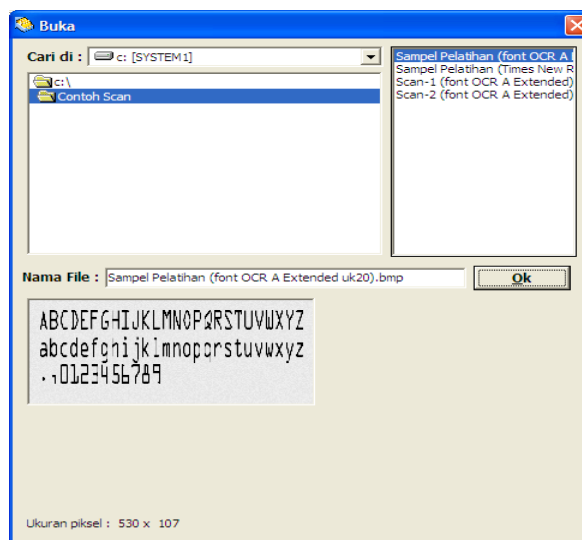 Buka
Cari di : c: [SYSTEM1]
c:\
Contoh Scan
Sampel Pelatihan (font OCR A
Sampel Pelatihan (Times New R
Scan-1 (font OCR A Extended)
Scan-2 (font OCR A Extended)
Nama File : Sampel Pelatihan (font OCR A Extended uk20).bmp
Ok
ABCDEFGHIJKLMNOPQRSTUVWXYZ
abcdefghijklmnopqrstuvwxyz
.,0123456789
Ukuran piksel : 530 x 107